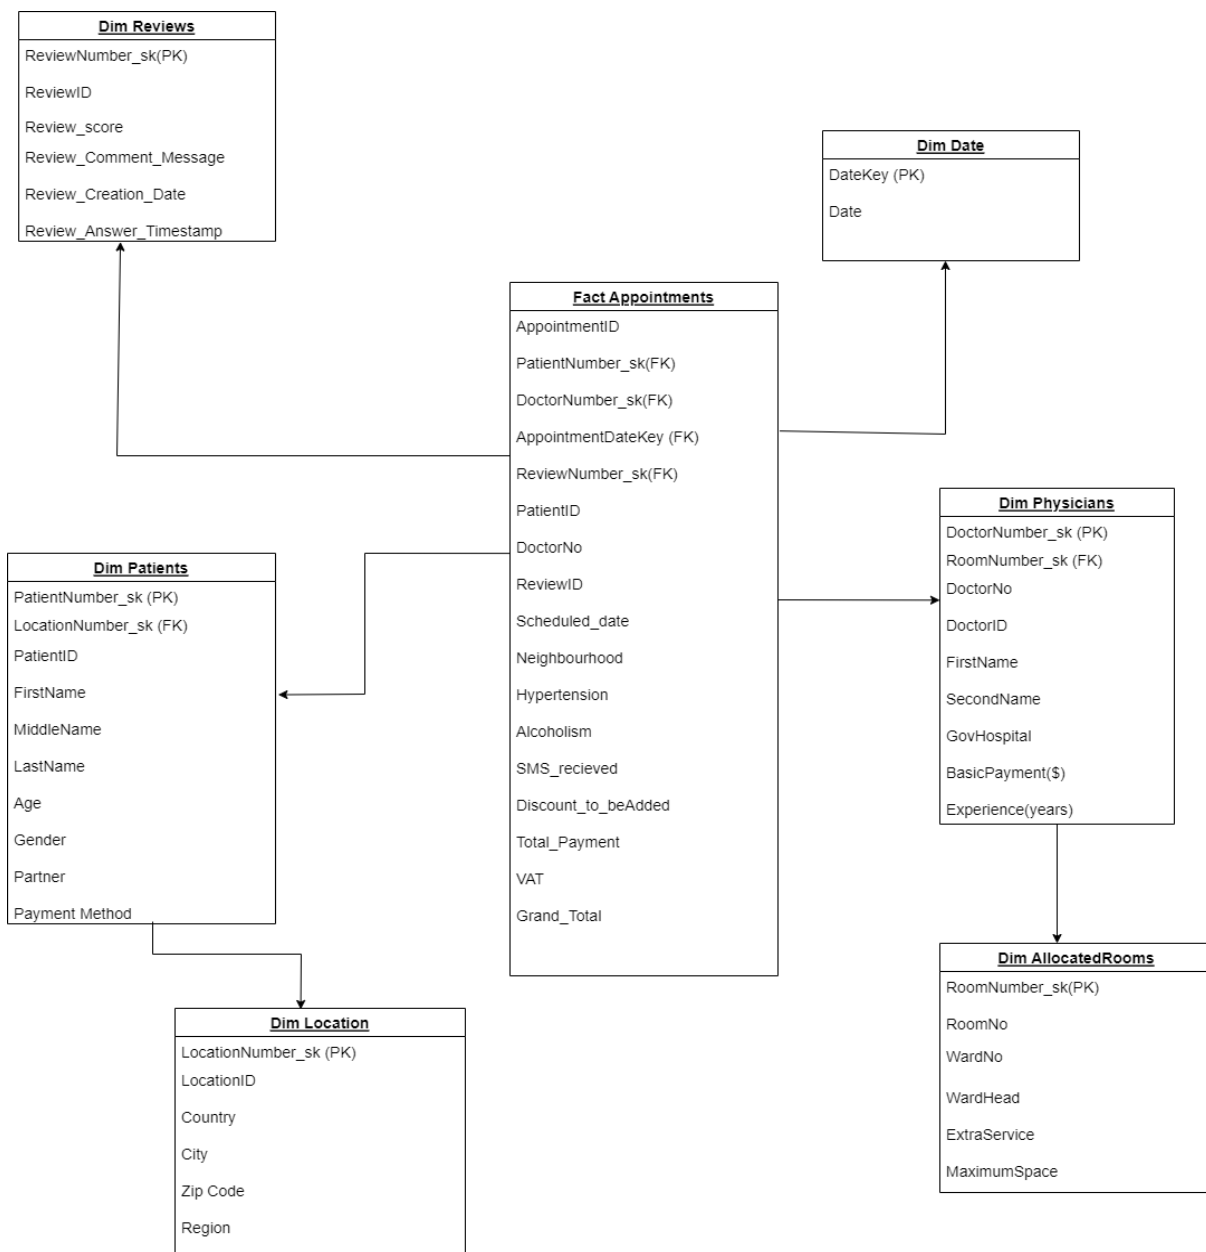 Dim Reviews
ReviewNumber_sk(PK)
ReviewID
Review_score
Review_Comment_Message
Review_Creation_Date
Review_Answer_Timestamp
Dim Date
DateKey (PK)
Date
Fact Appointments
AppointmentID
PatientNumber_sk(FK)
DoctorNumber_sk(FK)
AppointmentDateKey (FK)
ReviewNumber_sk(FK)
PatientID
DoctorNo
ReviewID
Scheduled_date
Neighbourhood
Hypertension
Alcoholism
SMS_recieved
Discount_to_beAdded
Total_Payment
VAT
Grand_Total
Dim Physicians
DoctorNumber_sk (PK)
RoomNumber_sk (FK)
DoctorNo
DoctorID
FirstName
SecondName
GovHospital
BasicPayment($)
Experience(years)
Dim Patients
PatientNumber_sk (PK)
LocationNumber_sk (FK)
PatientID
FirstName
MiddleName
LastName
Age
Gender
Partner
Payment Method
Dim AllocatedRooms
RoomNumber_sk(PK)
RoomNo
WardNo
WardHead
ExtraService
MaximumSpace
Dim Location
LocationNumber_sk (PK)
LocationID
Country
City
Zip Code
Region